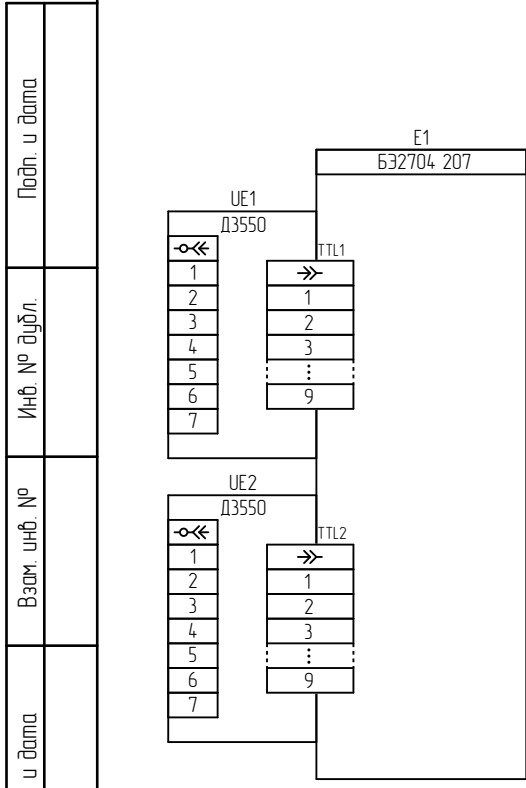 Подп. и дата
Инв. № дубл.
Взам. инв. №
и дата
E1
БЭ2704 207
UE1
Д3550
1
2
3
4
5
6
7
TTL1
1
2
3
⋮
9
UE2
Д3550
1
2
3
4
5
6
7
TTL2
1
2
3
⋮
9